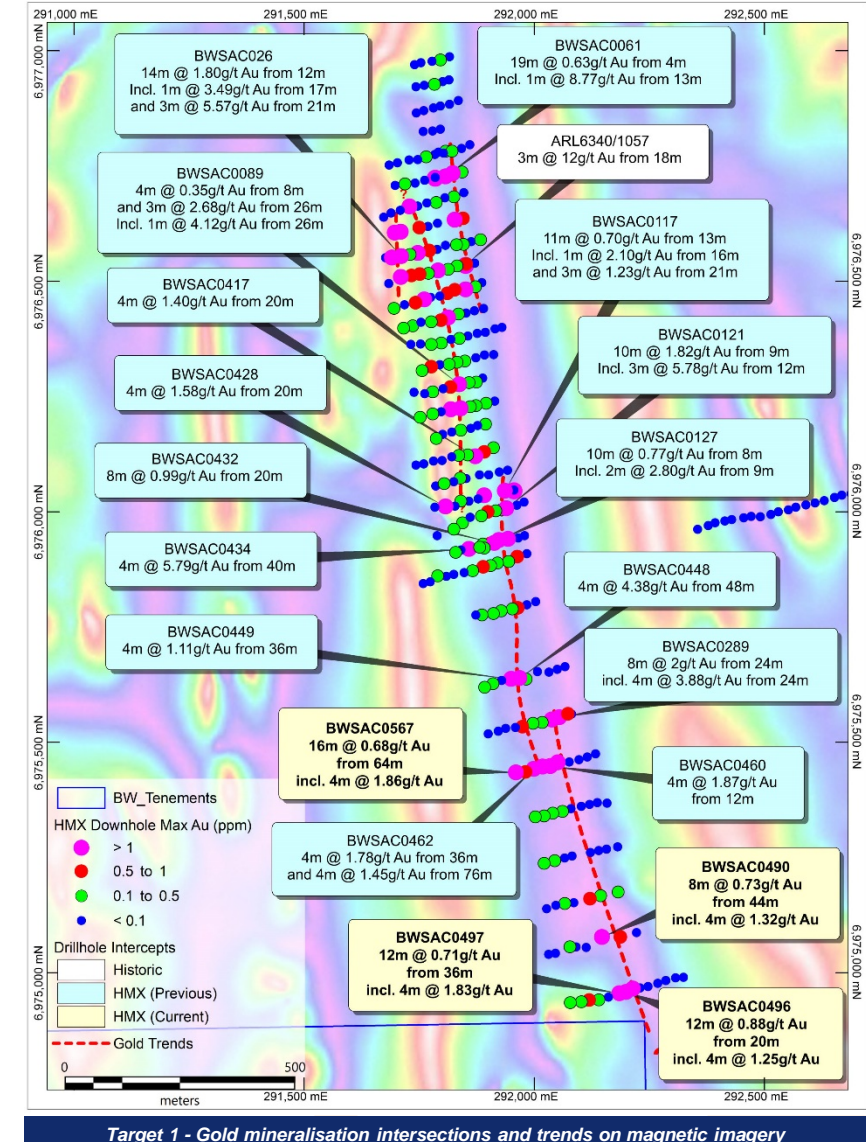 291,000 mE
291,500 mE
292,000 mE
292,500 mE
6,977,000 mN
6,976,500 mN
6,976,500 mN
6,976,000 mN
6,976,000 mN
6,975,500 mN
6,975,500 mN
6,975,000 mN
6,975,000 mN
BWSAC026
14m @ 1.80g/t Au from 12m
Incl. 1m @ 3.49g/t Au from 17m
and 3m @ 5.57g/t Au from 21m
BWSAC0061
19m @ 0.63g/t Au from 4m
Incl. 1m @ 8.77g/t Au from 13m
ARL6340/1057
3m @ 12g/t Au from 18m
BWSAC0089
4m @ 0.35g/t Au from 8m
and 3m @ 2.68g/t Au from 26m
Incl. 1m @ 4.12g/t Au from 26m
?
BWSAC0117
11m @ 0.70g/t Au from 13m
Incl. 1m @ 2.10g/t Au from 16m
and 3m @ 1.23g/t Au from 21m
BWSAC0417
4m @ 1.40g/t Au from 20m
BWSAC0121
10m @ 1.82g/t Au from 9m
Incl. 3m @ 5.78g/t Au from 12m
BWSAC0428
4m @ 1.58g/t Au from 20m
BWSAC0127
10m @ 0.77g/t Au from 8m
Incl. 2m @ 2.80g/t Au from 9m
BWSAC0432
8m @ 0.99g/t Au from 20m
BWSAC0434
4m @ 5.79g/t Au from 40m
BWSAC0448
4m @ 4.38g/t Au from 48m
BWSAC0449
4m @ 1.11g/t Au from 36m
BWSAC0289
8m @ 2g/t Au from 24m
incl. 4m @ 3.88g/t Au from 24m
BWSAC0567
16m @ 0.68g/t Au
from 64m
incl. 4m @ 1.86g/t Au
BWSAC0460
4m @ 1.87g/t Au
from 12m
BWSAC0462
4m @ 1.78g/t Au from 36m
and 4m @ 1.45g/t Au from 76m
BWSAC0490
8m @ 0.73g/t Au
from 44m
incl. 4m @ 1.32g/t Au
BWSAC0497
12m @ 0.71g/t Au
from 36m
incl. 4m @ 1.83g/t Au
BWSAC0496
12m @ 0.88g/t Au
from 20m
incl. 4m @ 1.25g/t Au
BW_Tenements
HMX Downhole Max Au (ppm)
> 1
0.5 to 1
0.1 to 0.5
< 0.1
Drillhole Intercepts
Historic
HMX (Previous)
HMX (Current)
Gold Trends
0
500
meters
291,500 mE
292,000 mE
292,500 mE
Target 1 - Gold mineralisation intersections and trends on magnetic imagery